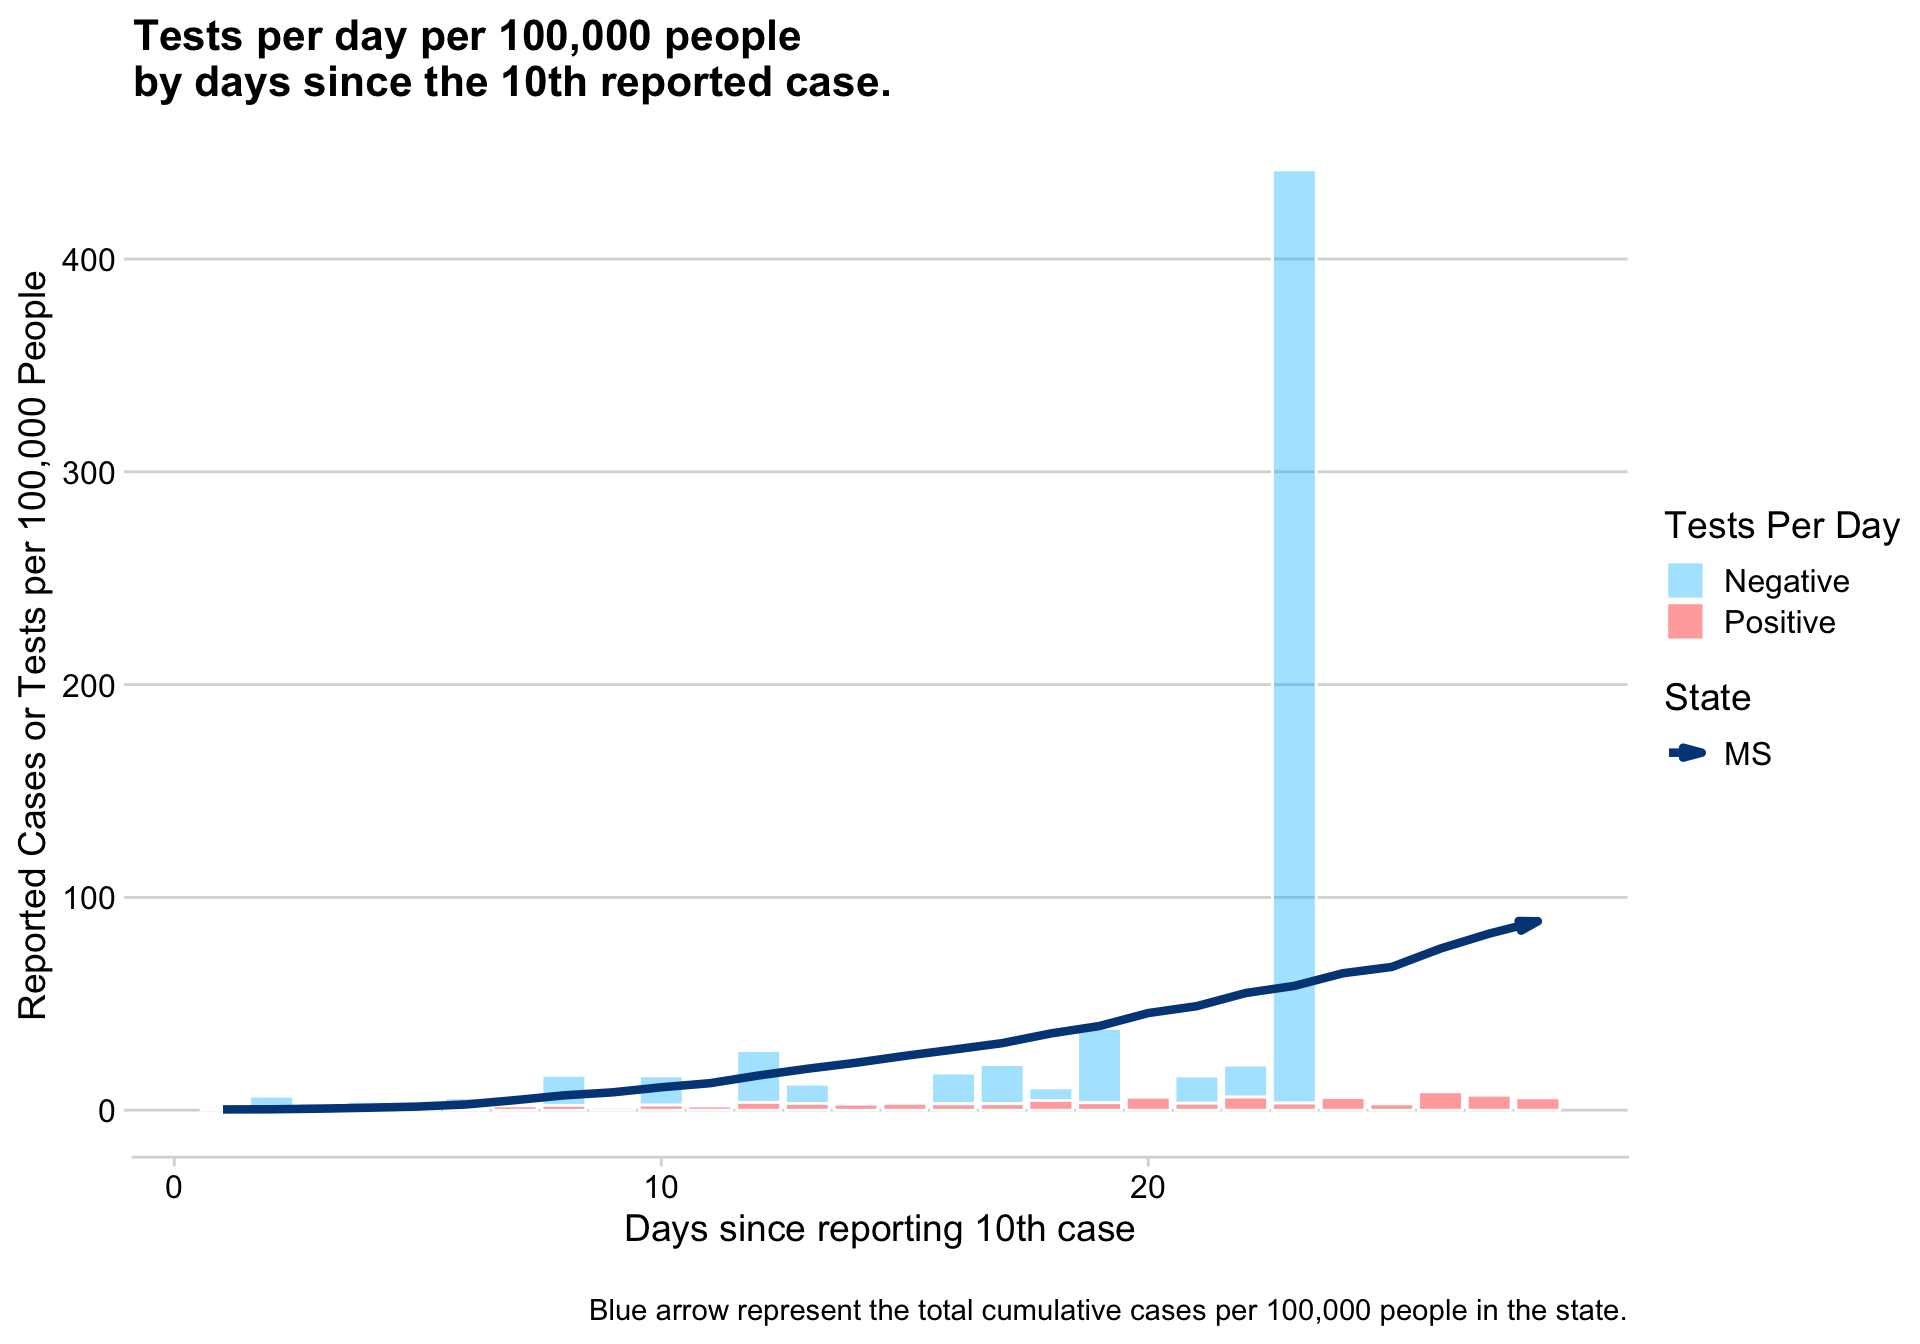 Tests per day per 100,000 people
by days since the 10th reported case.
Reported Cases or Tests per 100,000 People
400
300
200
100
0
0
10
20
Days since reporting 10th case
Tests Per Day
Negative
Positive
State
MS
Blue arrow represent the total cumulative cases per 100,000 people in the state.